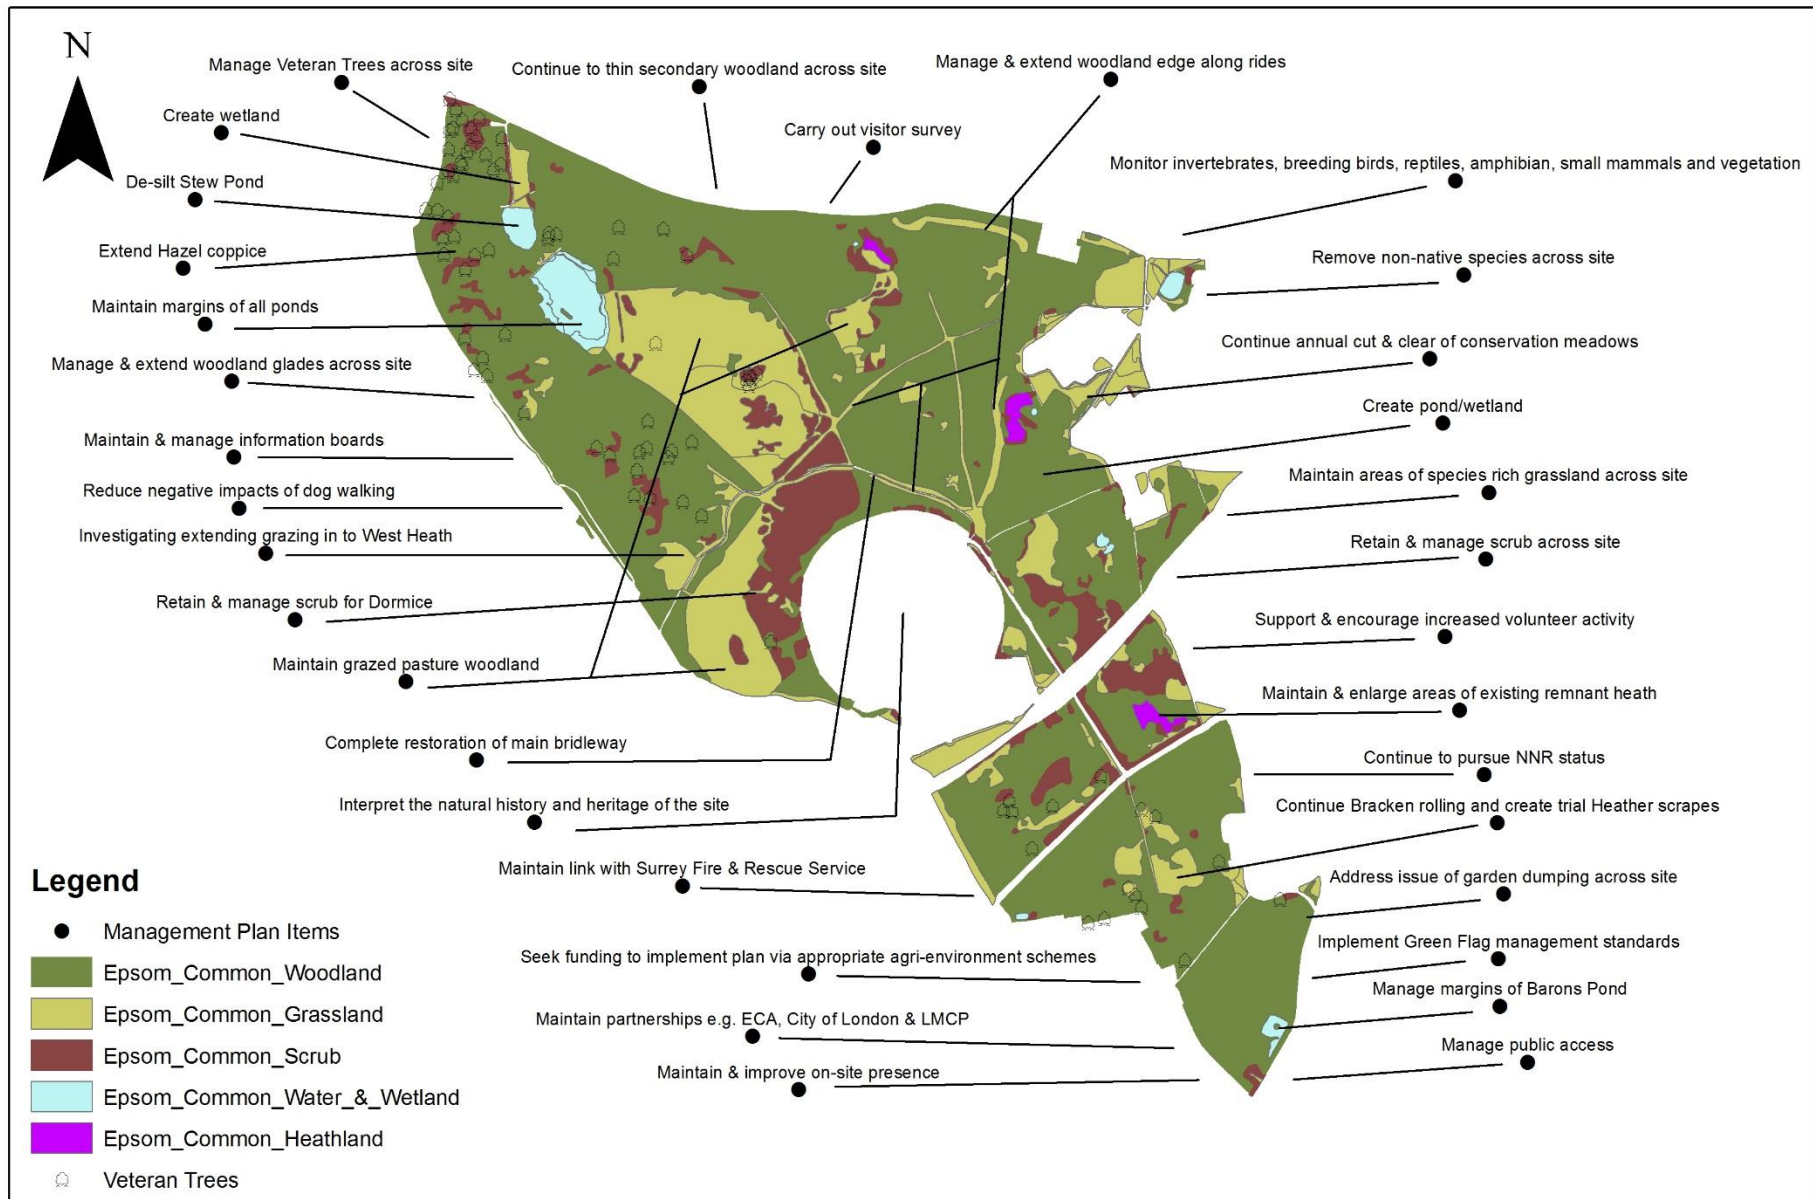 N
Manage Veteran Trees across site
Continue to thin secondary woodland across site
Manage & extend woodland edge along rides
Create wetland
Carry out visitor survey
Monitor invertebrates, breeding birds, reptiles, amphibian, small mammals and vegetation
De-silt Stew Pond
Extend Hazel coppice
Remove non-native species across site
Maintain margins of all ponds
Continue annual cut & clear of conservation meadows
Manage & extend woodland glades across site
Create pond/wetland
Maintain & manage information boards
Maintain areas of species rich grassland across site
Reduce negative impacts of dog walking
Investigating extending grazing in to West Heath
Retain & manage scrub across site
Retain & manage scrub for Dormice
Support & encourage increased volunteer activity
Maintain grazed pasture woodland
Maintain & enlarge areas of existing remnant heath
Complete restoration of main bridleway
Continue to pursue NNR status
Interpret the natural history and heritage of the site
Continue Bracken rolling and create trial Heather scrapes
Maintain link with Surrey Fire & Rescue Service
Address issue of garden dumping across site
Seek funding to implement plan via appropriate agri-environment schemes
Implement Green Flag management standards
Manage margins of Barons Pond
Maintain partnerships e.g. ECA, City of London & LMCP
Manage public access
Maintain & improve on-site presence
Legend
Management Plan Items
Epsom_Common_Woodland
Epsom_Common_Grassland
Epsom_Common_Scrub
Epsom_Common_Water_&_Wetland
Epsom_Common_Heathland
Veteran Trees